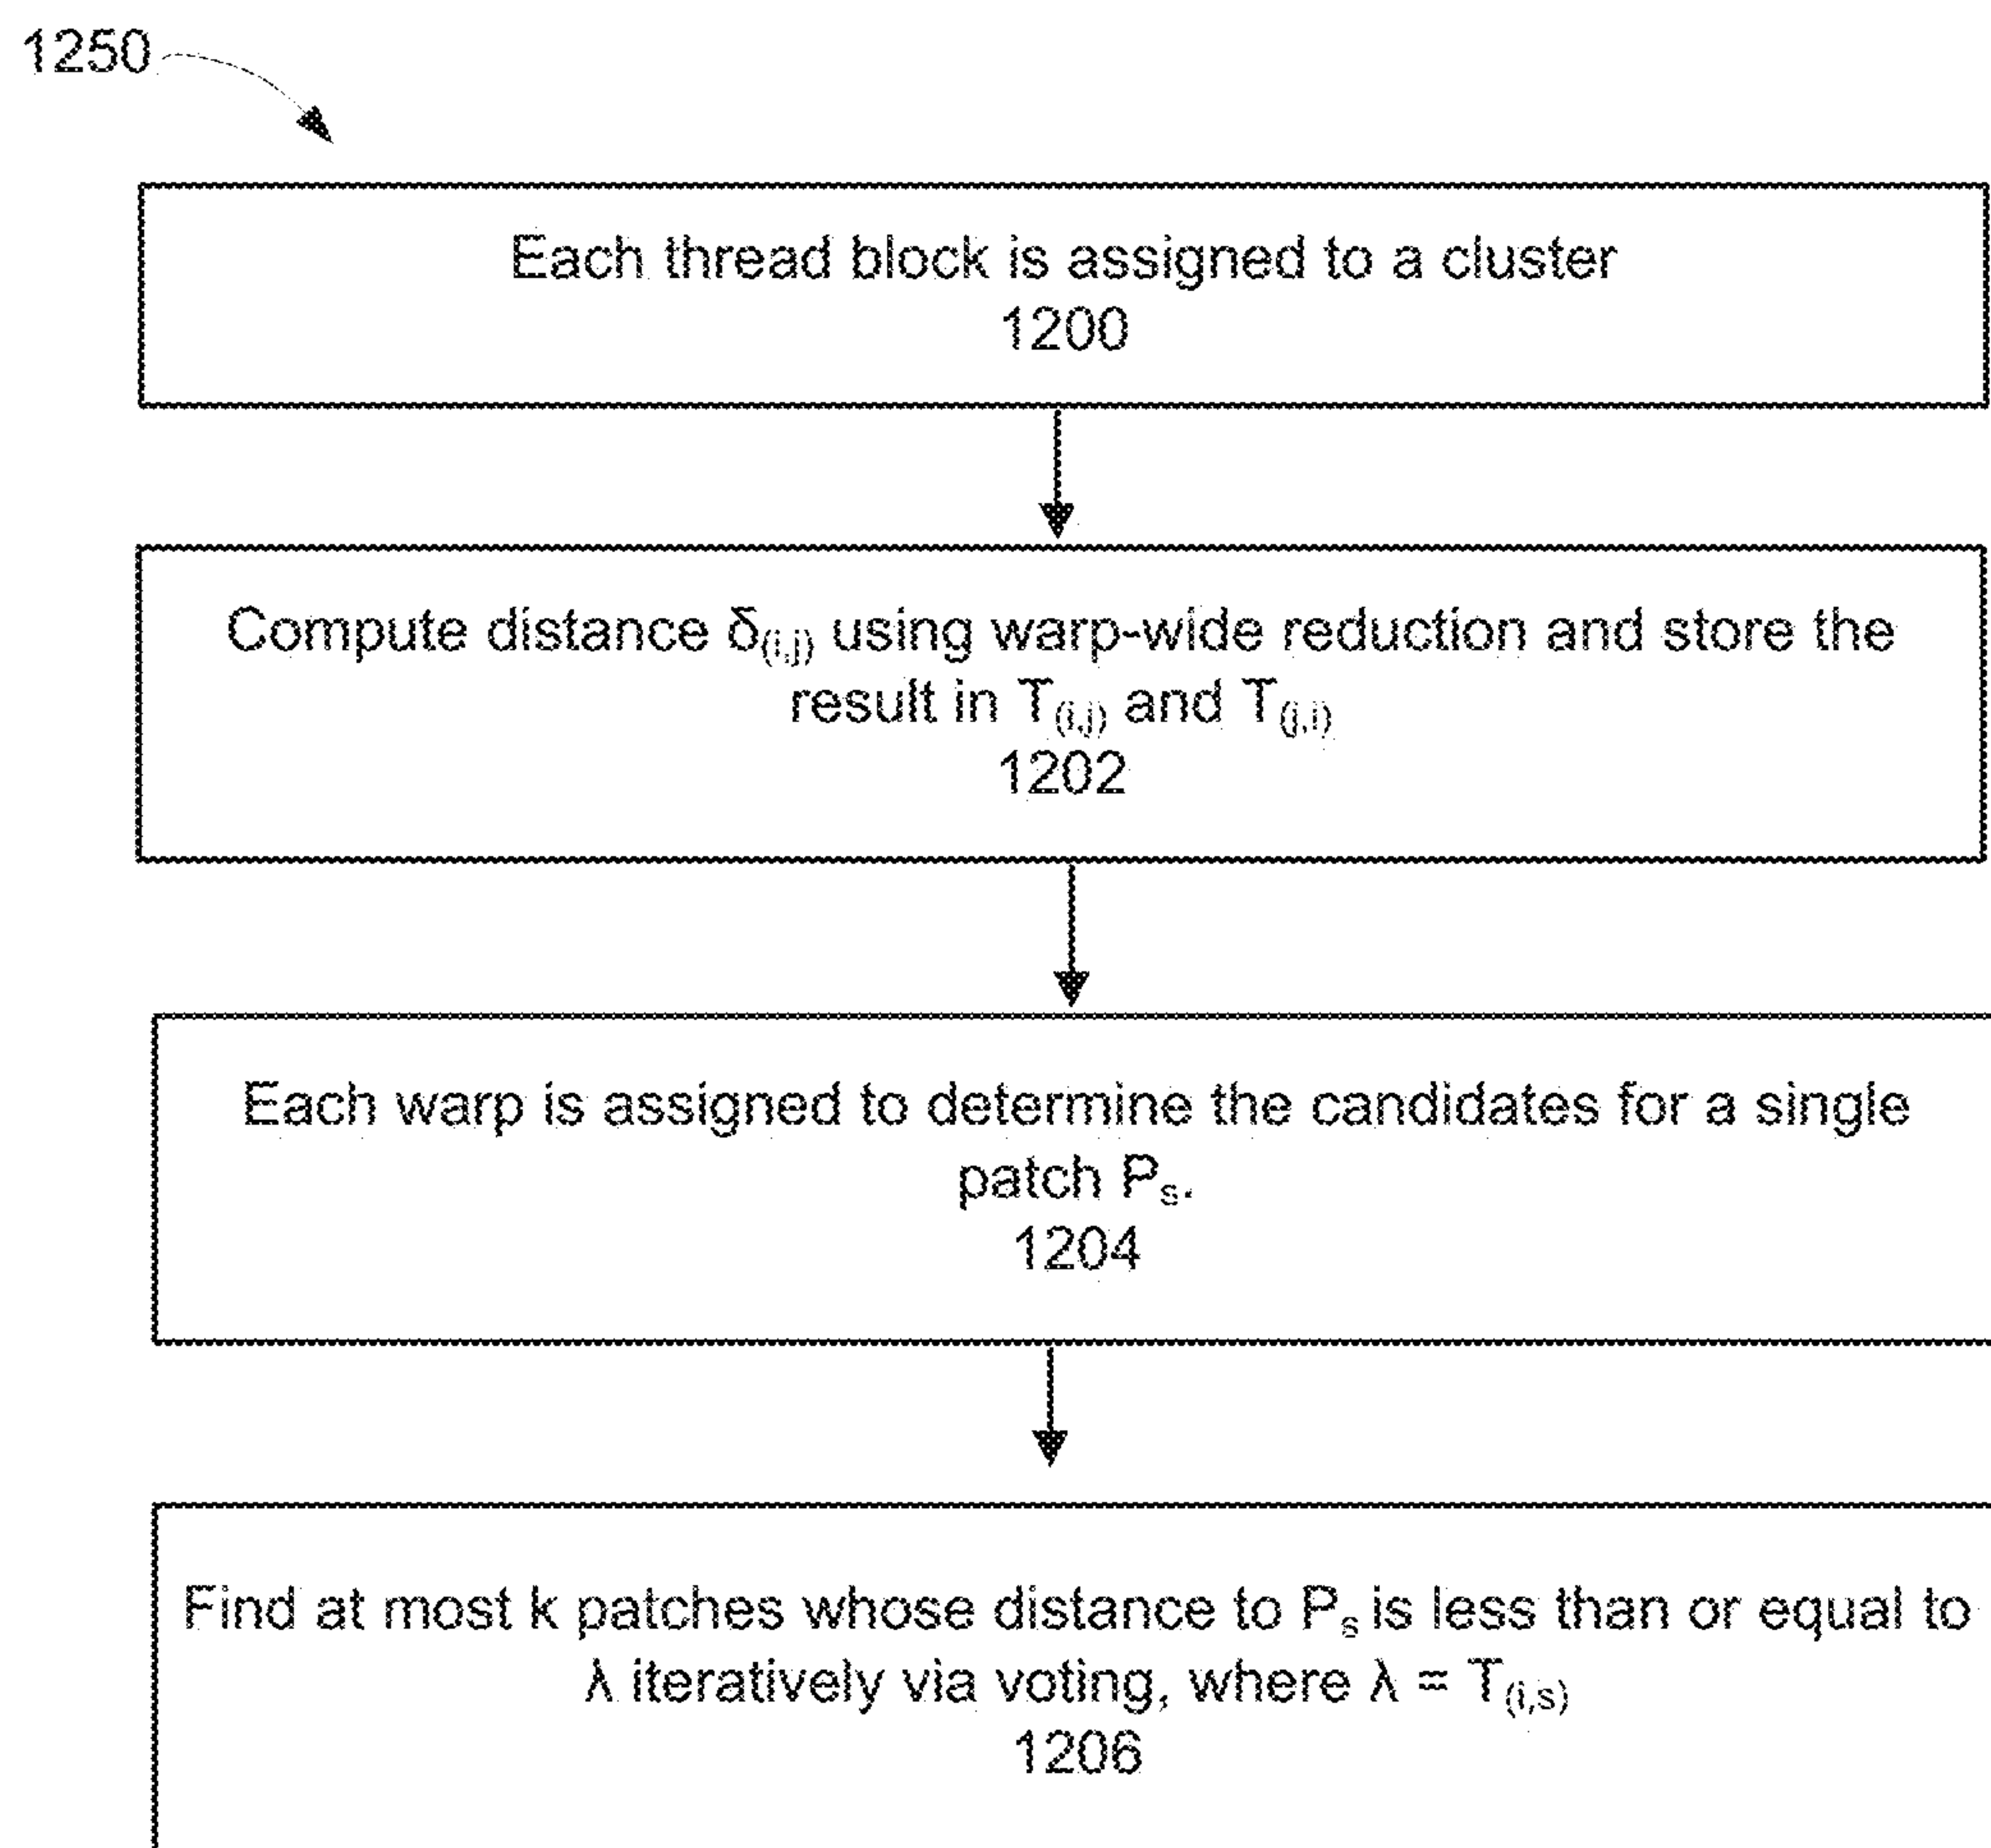 1250
Each thread block is assigned to a cluster
1200
Compute distance δ(i,j) using warp-wide reduction and store the
result in T(i,j) and T(j,i)
1202
Each warp is assigned to determine the candidates for a single
patch Ps.
1204
Find at most k patches whose distance to Ps is less than or equal to
λ iteratively via voting, where λ = T(i,s)
1206